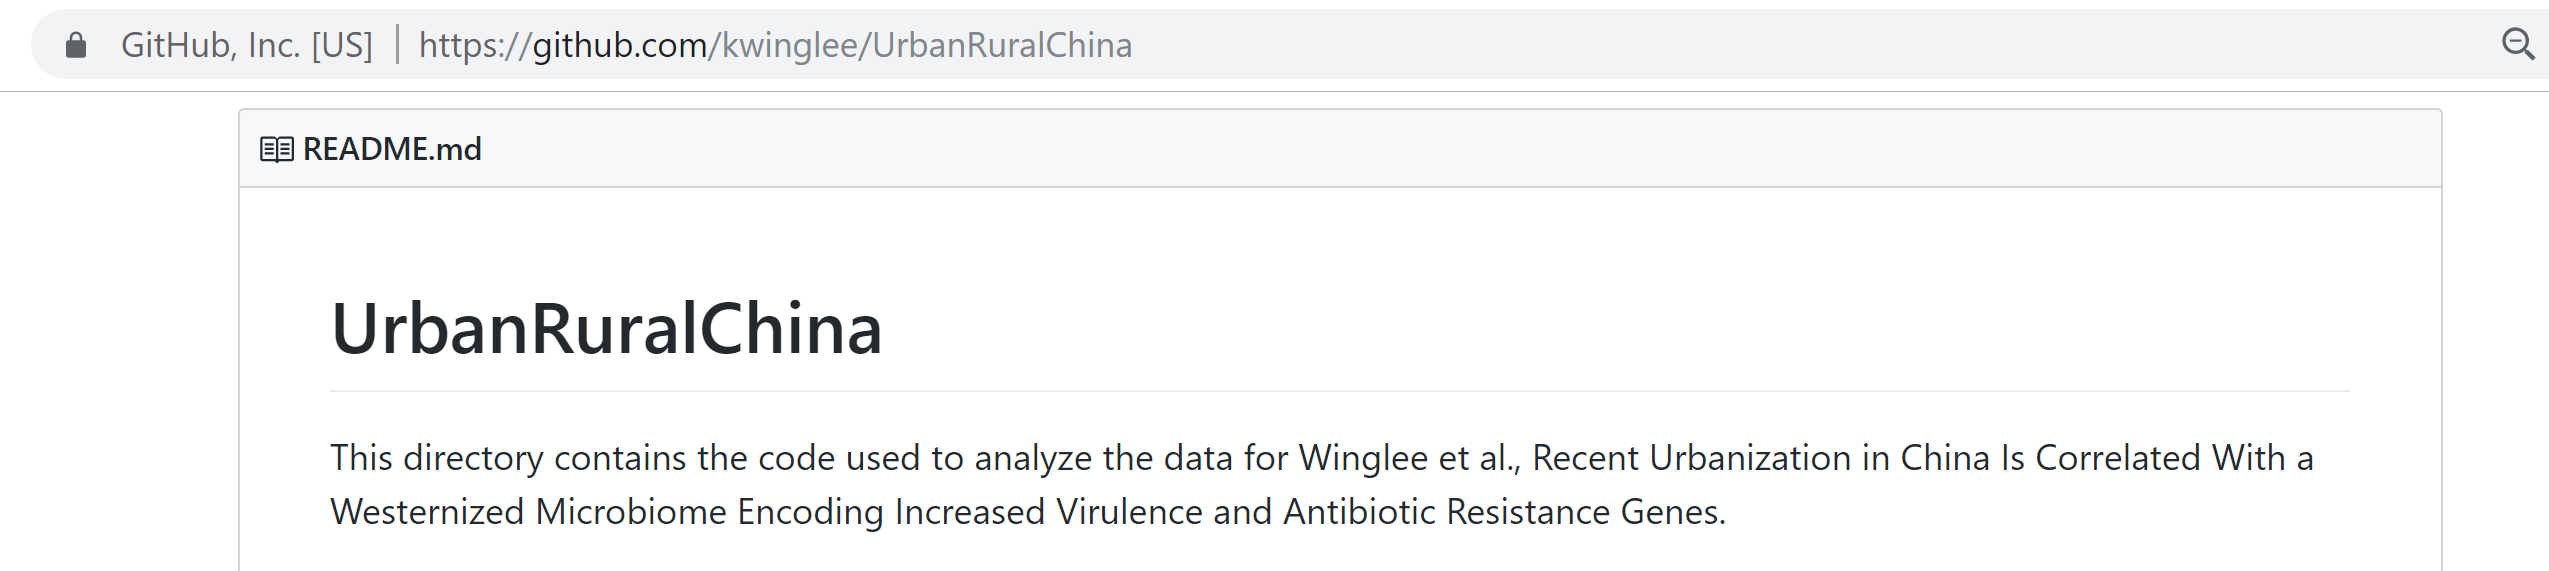 GitHub, Inc. [US] | https://github.com/kwinglee/UrbanRuralChina
README.md
UrbanRuralChina
This directory contains the code used to analyze the data for Winglee et al., Recent Urbanization in China Is Correlated With a
Westernized Microbiome Encoding Increased Virulence and Antibiotic Resistance Genes.